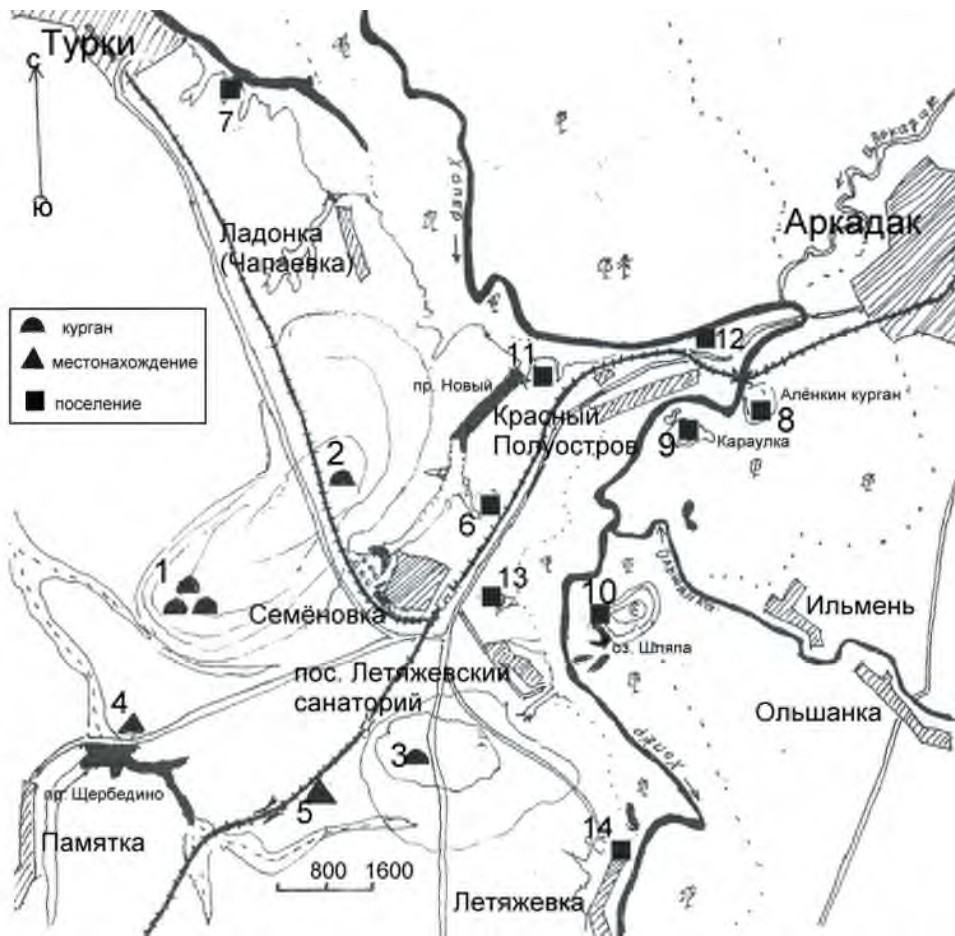 Турки
с
ю
7
Хопёр
р. Аркадак
Аркадак
Ладонка
(Чапаевка)
курган
местонахождение
поселение
11
12
пр. Новый
Красный
Полуостров
Алёнкин курган
8
9
Караулка
2
6
1
13
10
Ильмень
Семёновка
оз. Шляпа
пос. Летяжевский
санаторий
Ольшанка
4
3
Хопёр
пр. Щербедино
5
Памятка
14
800 1600
Летяжевка